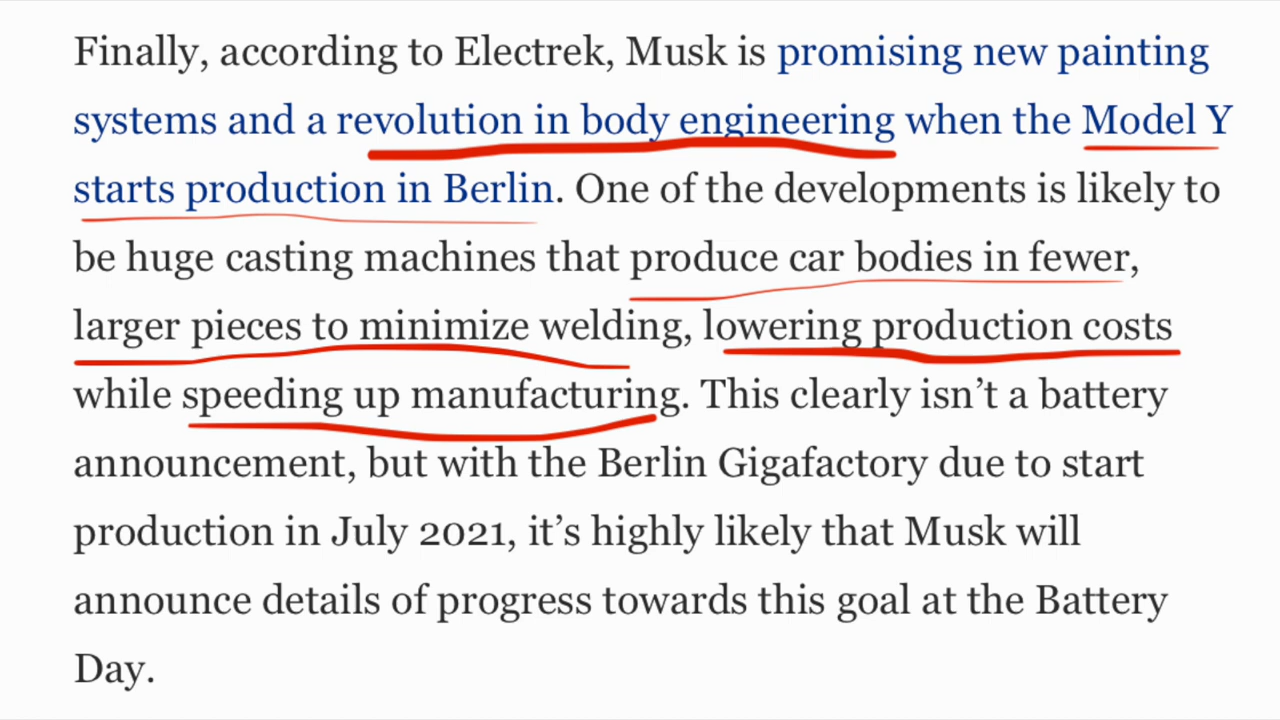 Finally, according to Electrek, Musk is promising new painting
systems and a revolution in body engineering when the Model Y
starts production in Berlin. One of the developments is likely to
be huge casting machines that produce car bodies in fewer,
larger pieces to minimize welding, lowering production costs
while speeding up manufacturing. This clearly isn’t a battery
announcement, but with the Berlin Gigafactory due to start
production in July 2021, it’s highly likely that Musk will
announce details of progress towards this goal at the Battery
Day.